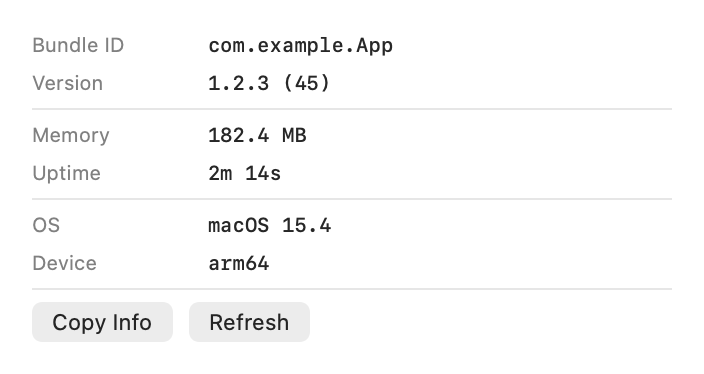 Bundle ID com.example.App
Version 1.2.3 (45)
Memory 182.4 MB
Uptime 2m 14s
OS macOS 15.4
Device arm64
Copy Info Refresh